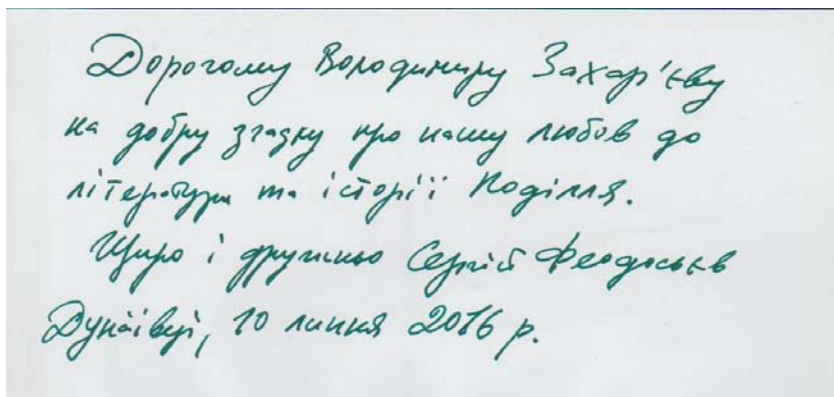 Дорогому Володимиру Захар'єву
на добру згадку про нашу любов до
літератури та історії Поділля.
Щиро і дружньо Сергій Феодосьєв
Дунаївці, 10 липня 2016 р.